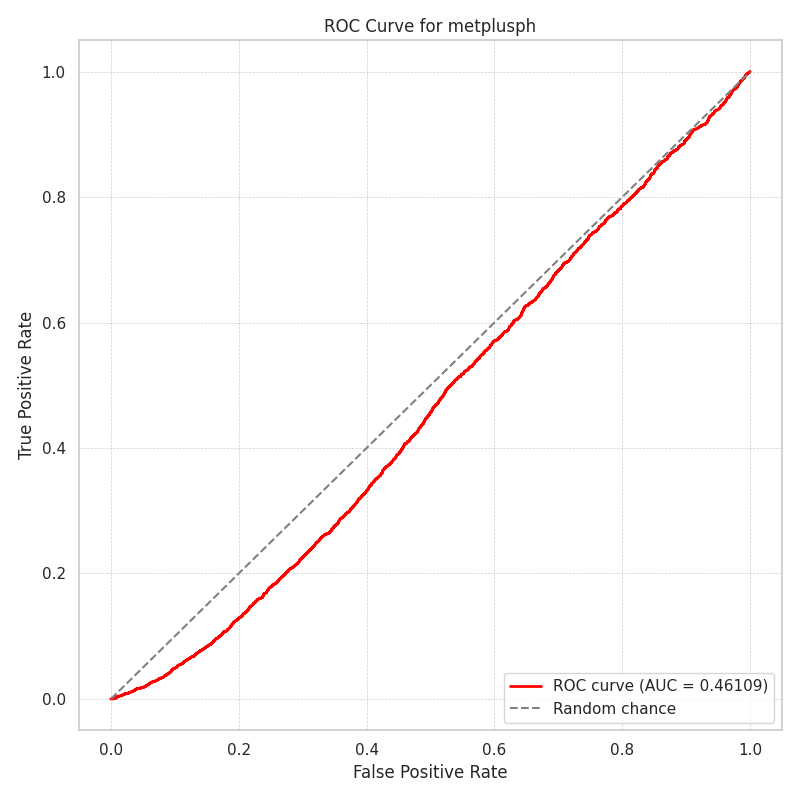 ROC Curve for metplusph
1.0
0.8
0.6
0.4
0.2
0.0
True Positive Rate
ROC curve (AUC = 0.46109)
Random chance
0.0 0.2 0.4 0.6 0.8 1.0
False Positive Rate